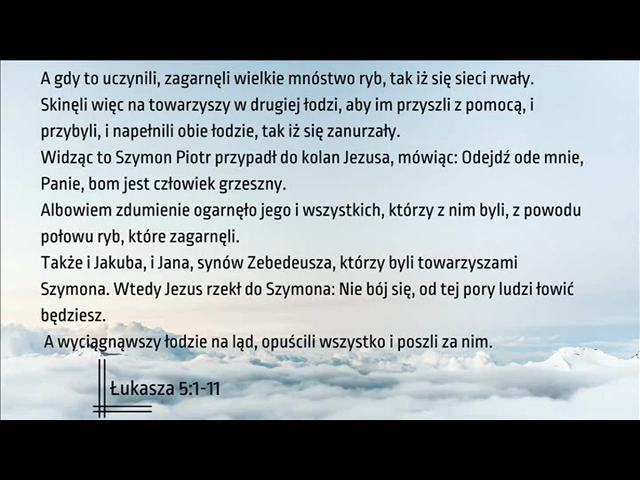 A gdy to uczynili, zagarnęli wielkie mnóstwo ryb, tak iż się sieci rwały.
Skinęli więc na towarzyszy w drugiej łodzi, aby im przyszli z pomocą, i
przybyli, i napełnili obie łodzie, tak iż się zanurzały.
Widząc to Szymon Piotr przypadł do kolan Jezusa, mówiąc: Odejdź ode mnie,
Panie, bom jest człowiek grzeszny.
Albowiem zdumienie ogarnęło jego i wszystkich, którzy z nim byli, z powodu
połowu ryb, które zagarnęli.
Także i Jakuba, i Jana, synów Zebedeusza, którzy byli towarzyszami
Szymona. Wtedy Jezus rzekł do Szymona: Nie bój się, od tej pory ludzi łowić
będziesz.
A wyciągnąwszy łodzie na ląd, opuścili wszystko i poszli za nim.
Łukasza 5:1-11